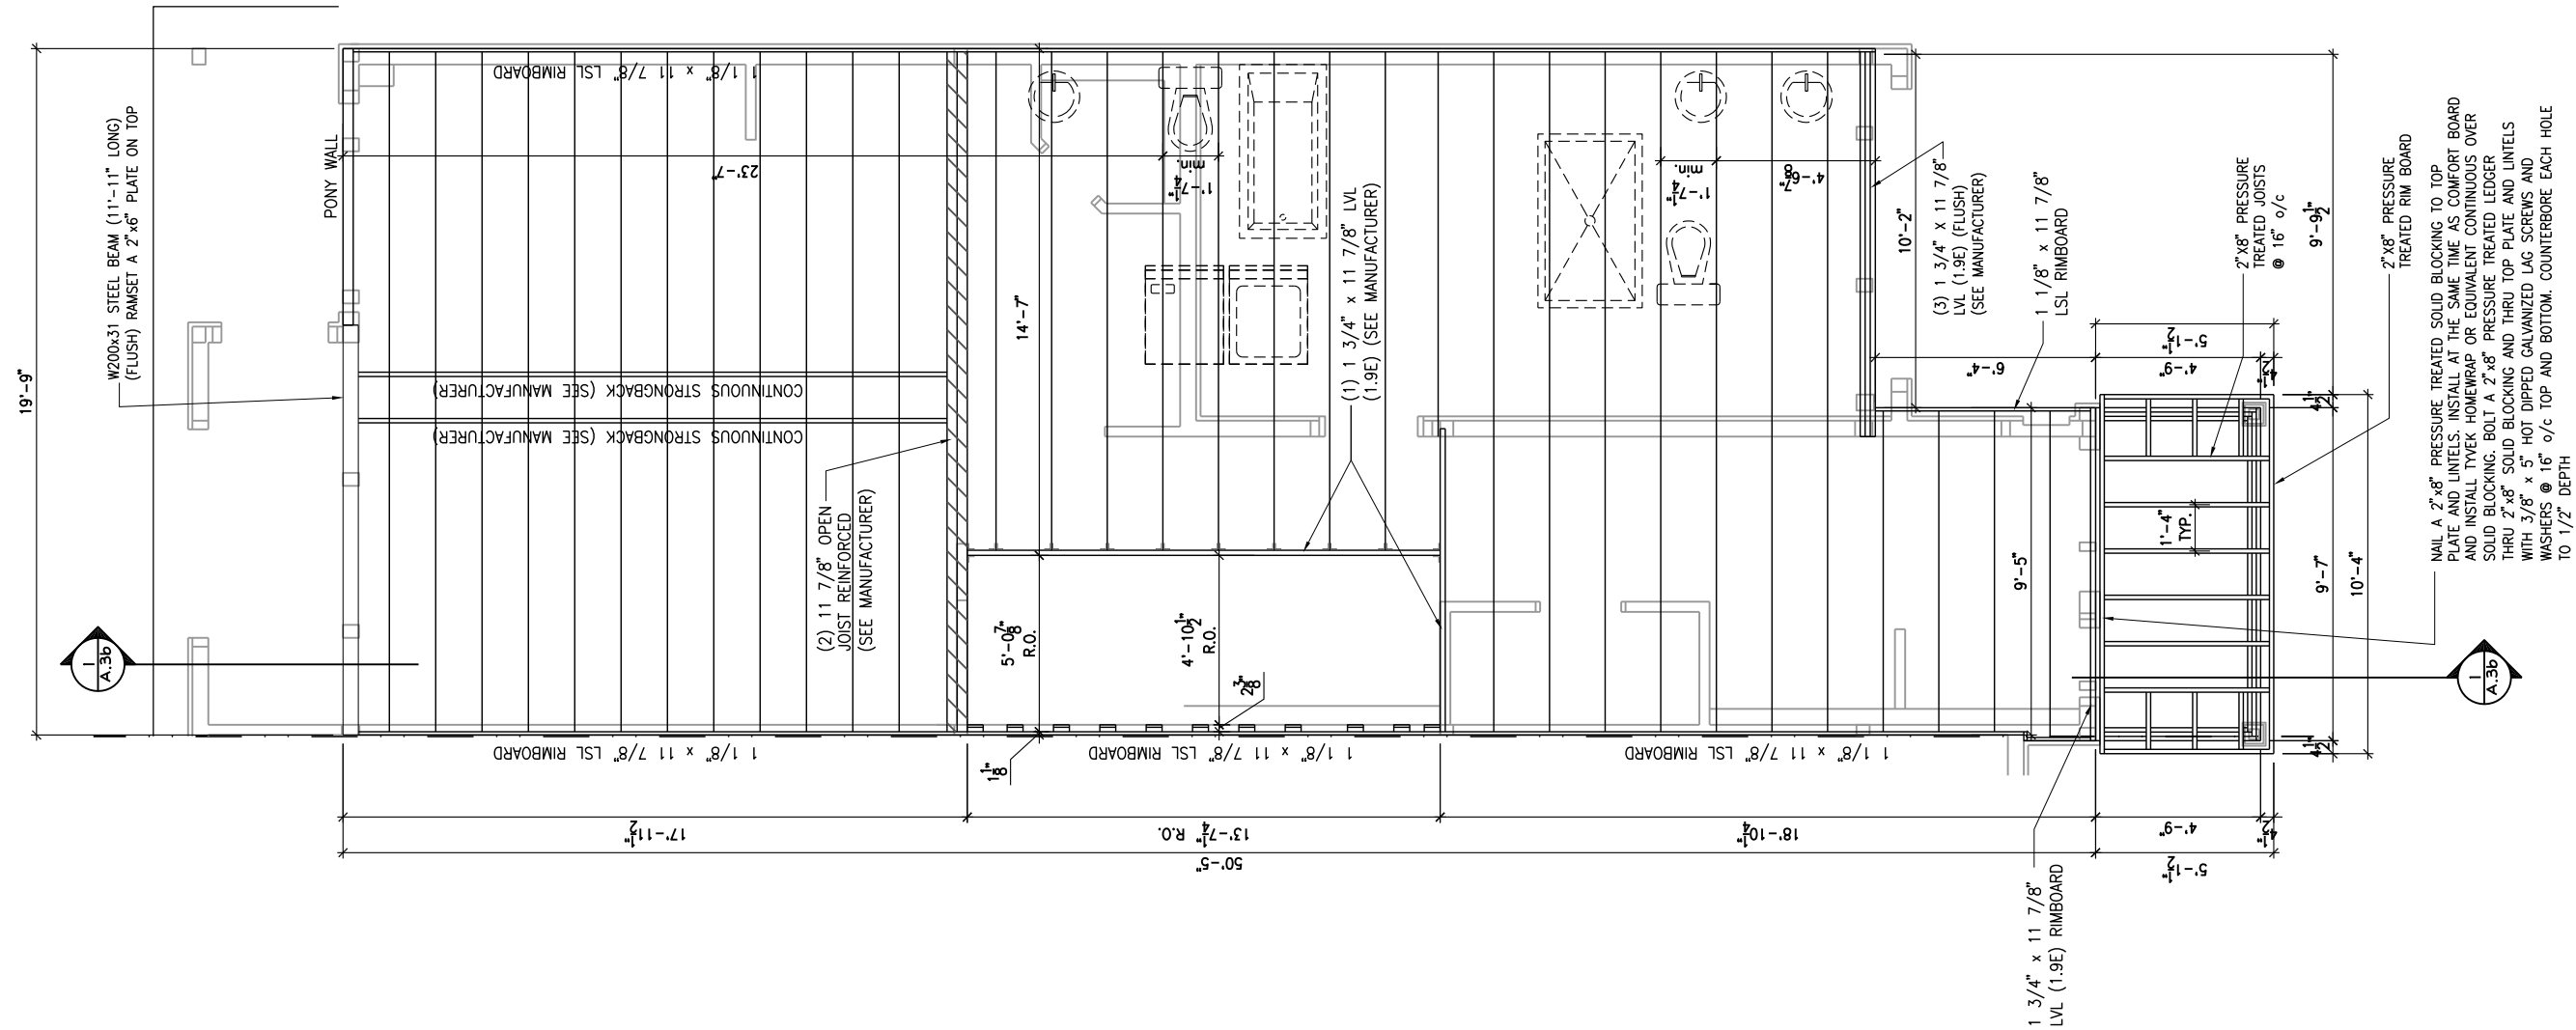 19'-9"
W200x31 STEEL BEAM (11'-11" LONG)
(FLUSH) RAMSET A 2"x6" PLATE ON TOP
PONY WALL
1 1/8" x 11 7/8" LSL RIMBOARD
CONTINUOUS STRONGBACK (SEE MANUFACTURER)
CONTINUOUS STRONGBACK (SEE MANUFACTURER)
23'-7"
1'-7 1/4"
min.
14'-7"
(2) 11 7/8" OPEN
JOIST REINFORCED
(SEE MANUFACTURER)
(1) 1 3/4" x 11 7/8" LVL
(1.9E) (SEE MANUFACTURER)
1'-7 1/4"
min.
4'-6 7/8"
10'-2"
(3) 1 3/4" x 11 7/8"
LVL (1.9E) (FLUSH)
(SEE MANUFACTURER)
1 1/8" x 11 7/8"
LSL RIMBOARD
6'-4"
5'-1 1/2"
4'-9"
4 1/2"
9'-9 1/2"
4 1/2"
2"x8" PRESSURE
TREATED JOISTS
@ 16" o/c
2"x8" PRESSURE
TREATED RIM BOARD
NAIL A 2"x8" PRESSURE TREATED SOLID BLOCKING TO TOP
PLATE AND LINTELS. INSTALL AT THE SAME TIME AS COMFORT BOARD
AND INSTALL TYVEK HOMEWRAP OR EQUIVALENT CONTINUOUS OVER
SOLID BLOCKING. BOLT A 2"x8" PRESSURE TREATED LEDGER
THRU 2"x8" SOLID BLOCKING AND THRU TOP PLATE AND LINTELS
WITH 3/8" x 5" HOT DIPPED GALVANIZED LAG SCREWS AND
WASHERS @ 16" o/c TOP AND BOTTOM. COUNTERBORE EACH HOLE
TO 1/2" DEPTH
1'-4"
TYP.
9'-5"
9'-7"
10'-4"
4 1/2"
1
A.3b
1
A.3b
5'-0 7/8"
R.O.
4'-10 1/2"
R.O.
2 3/8"
1 1/8"
1 1/8" x 11 7/8" LSL RIMBOARD
1 1/8" x 11 7/8" LSL RIMBOARD
1 1/8" x 11 7/8" LSL RIMBOARD
17'-11 1/2"
13'-7 1/4" R.O.
18'-10 1/4"
4'-9"
4 1/2"
50'-5"
5'-1 1/2"
1 3/4" x 11 7/8"
LVL (1.9E) RIMBOARD